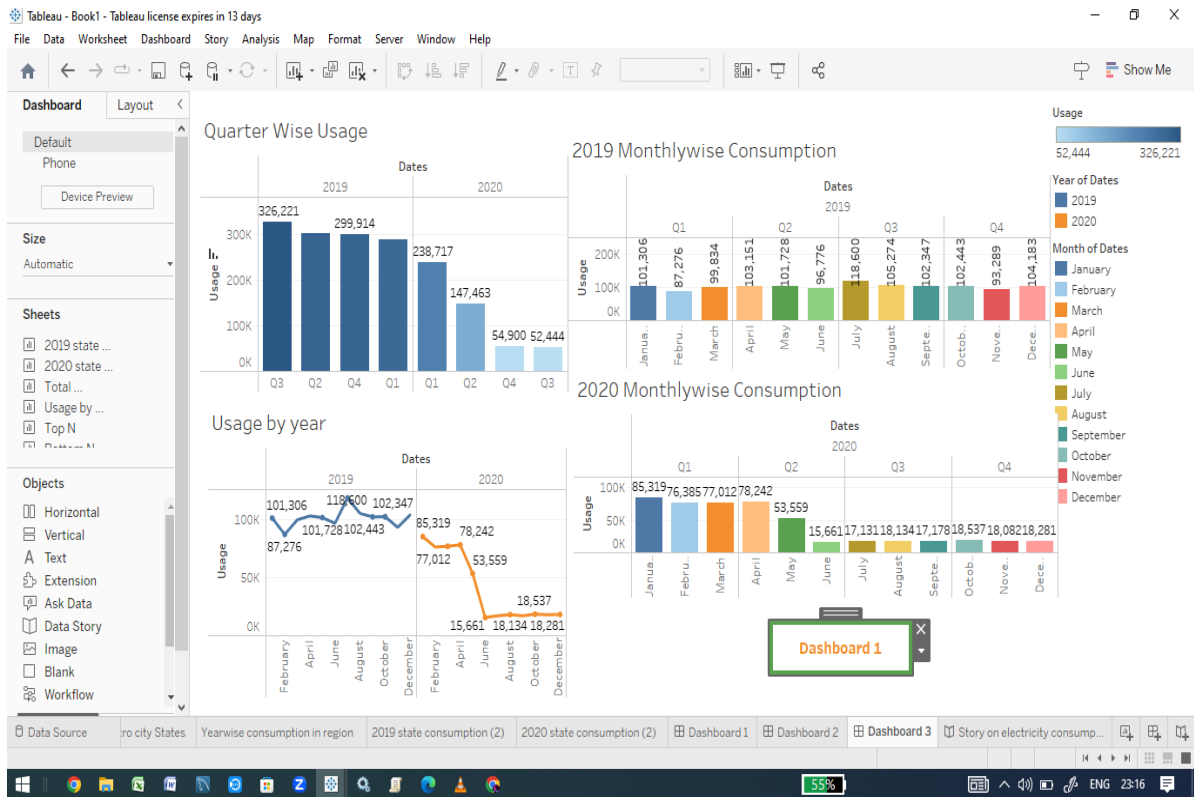 Tableau - Book1 - Tableau license expires in 13 days
File Data Worksheet Dashboard Story Analysis Map Format Server Window Help
Show Me
Dashboard Layout
Default
Phone
Device Preview
Size
Automatic
Sheets
2019 state ...
2020 state ...
Total ...
Usage by ...
Top N
Bottom N
Objects
Horizontal
Vertical
Text
Extension
Ask Data
Data Story
Image
Blank
Workflow
Quarter Wise Usage
Dates
2019 2020
Usage
300K
200K
100K
0K
326,221
299,914
238,717
147,463
54,900 52,444
Q3 Q2 Q4 Q1 Q1 Q2 Q4 Q3
2019 Monthlywise Consumption
Dates
2019
Q1 Q2 Q3 Q4
Usage
200K
100K
0K
101,306 87,276 99,834 103,151 101,728 96,776 118,600 105,274 102,347 102,443 93,289 104,183
Janua.. Febru.. March April May June July August Septe.. Octob.. Nove.. Dece..
Usage by year
Dates
2019 2020
Usage
100K
50K
0K
101,306 118,600 102,347
101,728 102,443
87,276
85,319
78,242
77,012 53,559
18,537
15,661 18,134 18,281
February April June August October December February April June August October December
2020 Monthlywise Consumption
Dates
2020
Q1 Q2 Q3 Q4
Usage
100K
50K
0K
85,319 76,385 77,012 78,242
53,559
15,661 17,131 18,134 17,178 18,537 18,082 18,281
Janua.. Febru.. March April May June July August Septe.. Octob.. Nove.. Dece..
Dashboard 1
Usage
52,444 326,221
Year of Dates
2019
2020
Month of Dates
January
February
March
April
May
June
July
August
September
October
November
December
Data Source ro city States Yearwise consumption in region 2019 state consumption (2) 2020 state consumption (2) Dashboard 1 Dashboard 2 Dashboard 3 Story on electricity consump...
55% ENG 23:16